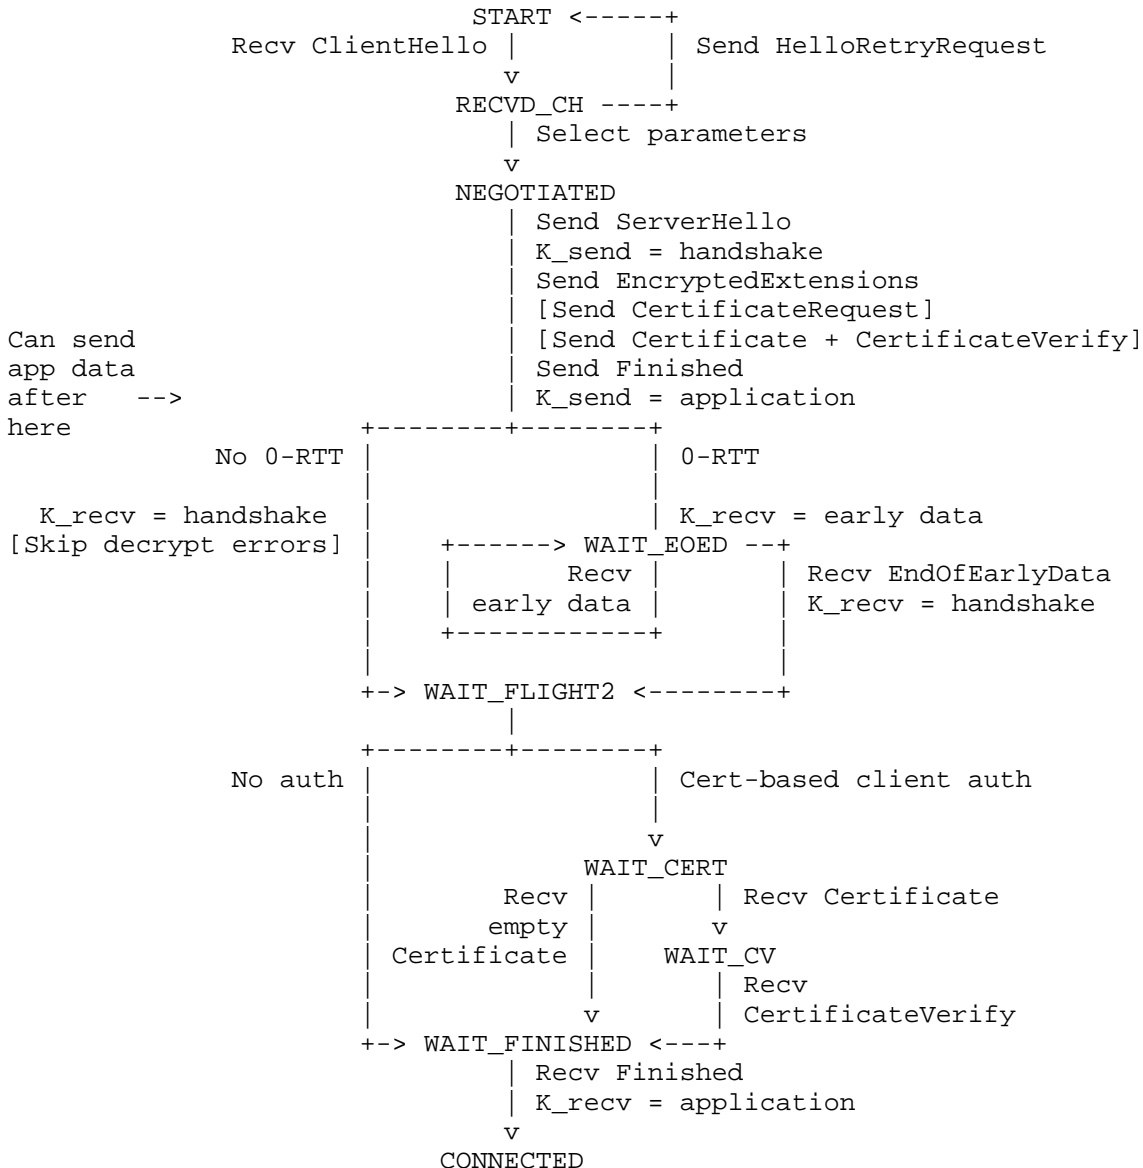 START <-----+
               Recv ClientHello |         | Send HelloRetryRequest
                                v         |
                             RECVD_CH ----+
                                | Select parameters
                                v
                             NEGOTIATED
                                | Send ServerHello
                                | K_send = handshake
                                | Send EncryptedExtensions
                                | [Send CertificateRequest]
 Can send                       | [Send Certificate + CertificateVerify]
 app data                       | Send Finished
 after   -->                    | K_send = application
 here                  +--------+--------+
              No 0-RTT |                 | 0-RTT
                       |                 |
   K_recv = handshake  |                 | K_recv = early data
 [Skip decrypt errors] |    +------> WAIT_EOED --+
                       |    |       Recv |       | Recv EndOfEarlyData
                       |    | early data |       | K_recv = handshake
                       |    +------------+       |
                       |                         |
                       +-> WAIT_FLIGHT2 <--------+
                                |
                       +--------+--------+
               No auth |                 | Cert-based client auth
                       |                 |
                       |                 v
                       |             WAIT_CERT
                       |        Recv |       | Recv Certificate
                       |       empty |       v
                       | Certificate |    WAIT_CV
                       |             |       | Recv
                       |             v       | CertificateVerify
                       +-> WAIT_FINISHED <---+
                                | Recv Finished
                                | K_recv = application
                                v
                            CONNECTED